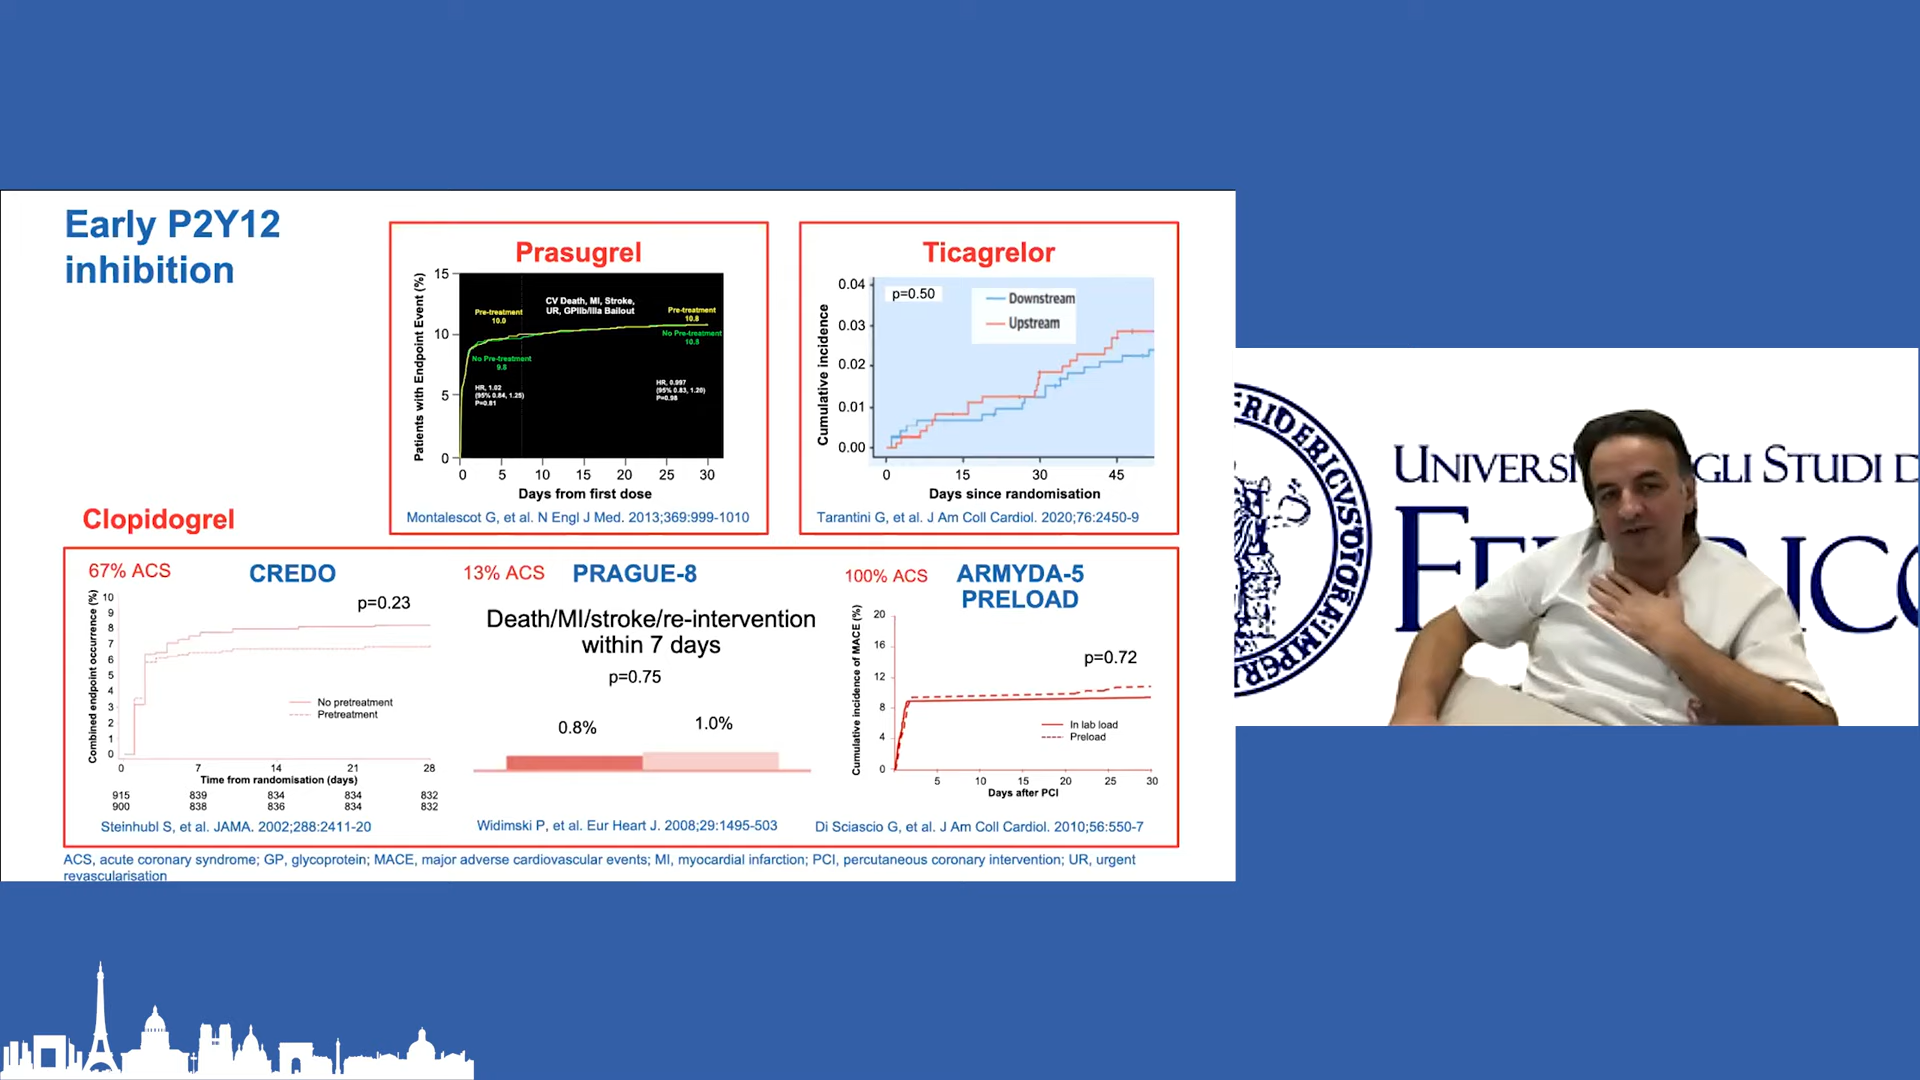 Early P2Y12
inhibition
Prasugrel
Patients with Endpoint Event (%)
15
10
5
0
CV Death, MI, Stroke,
UR, GPIIb/IIIa Bailout
Pre-treatment
10.0
Pre-treatment
10.8
No Pre-treatment
10.8
No Pre-treatment
9.8
HR, 1.02
(95% 0.84, 1.25)
P=0.81
HR, 0.997
(95% 0.83, 1.20)
P=0.98
0 5 10 15 20 25 30
Days from first dose
Montalescot G, et al. N Engl J Med. 2013;369:999-1010
Ticagrelor
Cumulative incidence
0.04
0.03
0.02
0.01
0.00
p=0.50
Downstream
Upstream
0 15 30 45
Days since randomisation
Tarantini G, et al. J Am Coll Cardiol. 2020;76:2450-9
Clopidogrel
67% ACS
CREDO
Combined endpoint occurrence (%)
10
9
8
7
6
5
4
3
2
1
0
p=0.23
No pretreatment
Pretreatment
0 7 14 21 28
Time from randomisation (days)
915 839 834 834 832
900 838 836 834 832
Steinhubl S, et al. JAMA. 2002;288:2411-20
13% ACS
PRAGUE-8
Death/MI/stroke/re-intervention
within 7 days
p=0.75
0.8%
1.0%
Widimski P, et al. Eur Heart J. 2008;29:1495-503
100% ACS
ARMYDA-5
PRELOAD
Cumulative incidence of MACE (%)
20
16
12
8
4
0
p=0.72
In lab load
Preload
5 10 15 20 25 30
Days after PCI
Di Sciascio G, et al. J Am Coll Cardiol. 2010;56:550-7
ACS, acute coronary syndrome; GP, glycoprotein; MACE, major adverse cardiovascular events; MI, myocardial infarction; PCI, percutaneous coronary intervention; UR, urgent
revascularisation
UNIVERSI GLI STUDI D